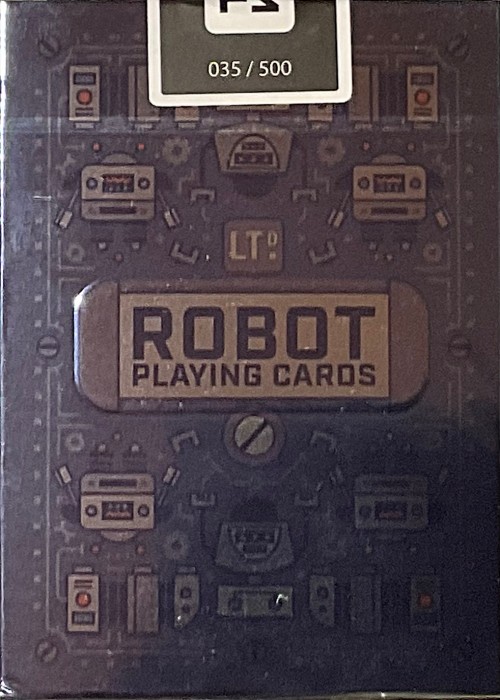 035 / 500
LTD.
ROBOT
PLAYING CARDS